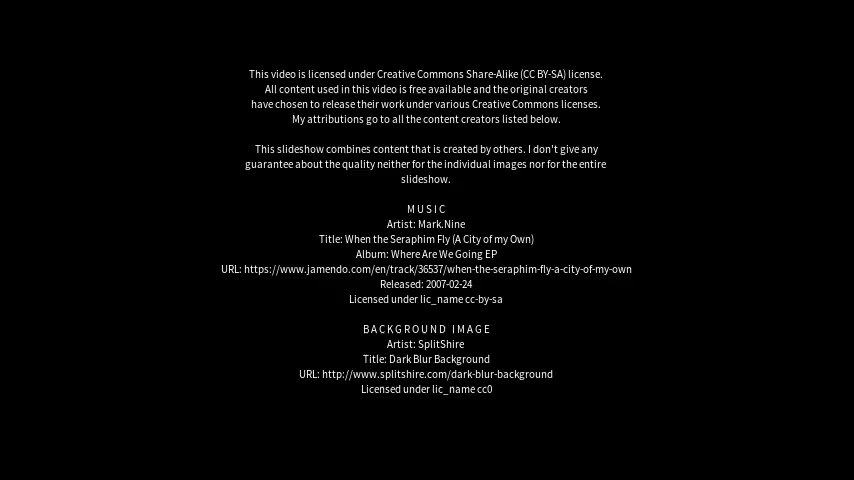 This video is licensed under Creative Commons Share-Alike (CC BY-SA) license.
All content used in this video is free available and the original creators
have chosen to release their work under various Creative Commons licenses.
My attributions go to all the content creators listed below.
This slideshow combines content that is created by others. I don't give any
guarantee about the quality neither for the individual images nor for the entire
slideshow.
M U S I C
Artist: Mark.Nine
Title: When the Seraphim Fly (A City of my Own)
Album: Where Are We Going EP
URL: https://www.jamendo.com/en/track/36537/when-the-seraphim-fly-a-city-of-my-own
Released: 2007-02-24
Licensed under lic_name cc-by-sa
B A C K G R O U N D   I M A G E
Artist: SplitShire
Title: Dark Blur Background
URL: http://www.splitshire.com/dark-blur-background
Licensed under lic_name cc0